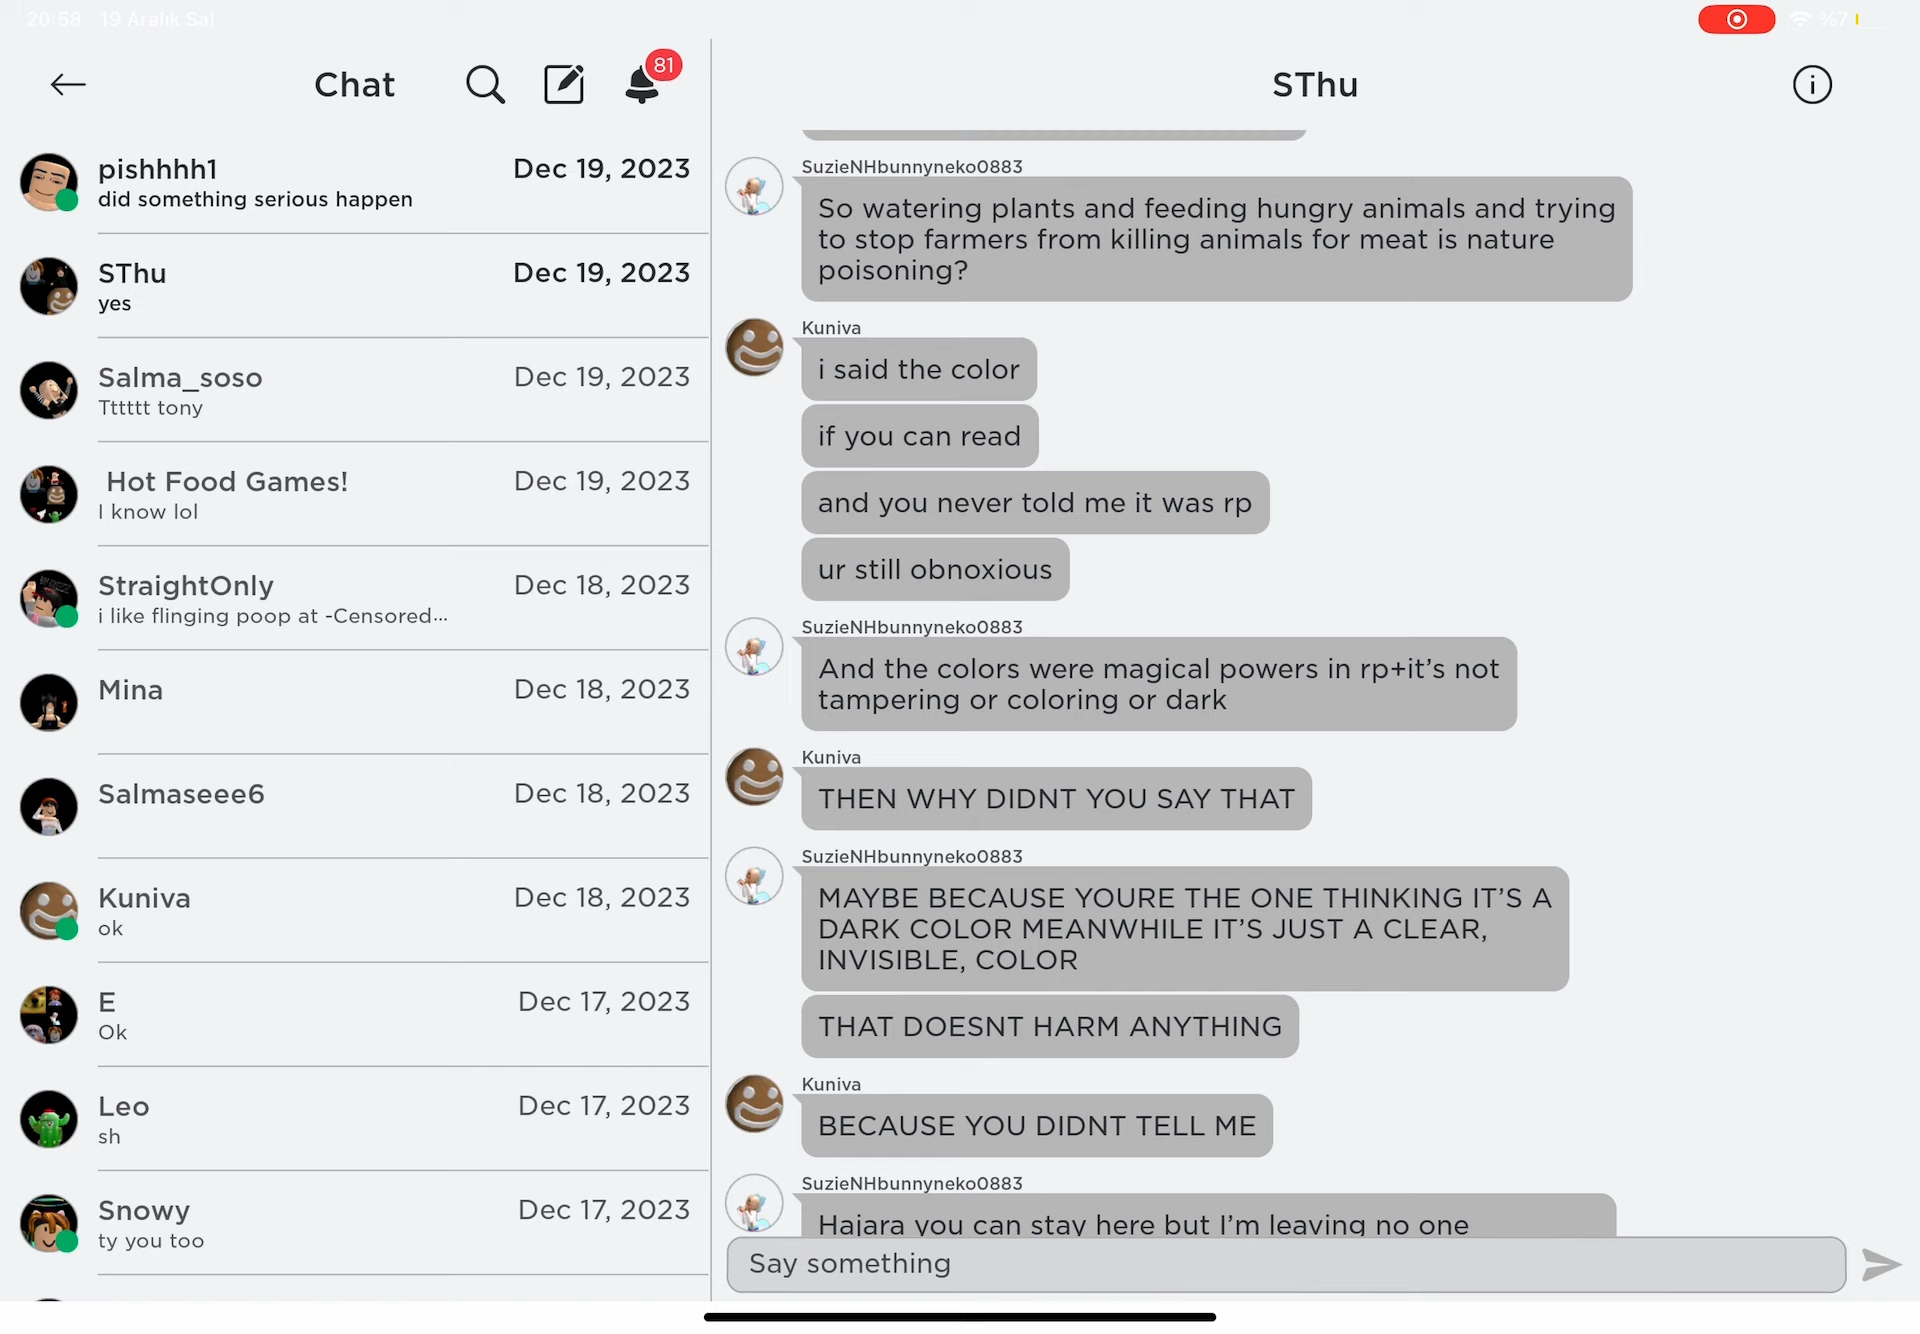 20:58 19 Aralık Sal
%7
Chat
81
pishhhh1
Dec 19, 2023
did something serious happen
SThu
Dec 19, 2023
yes
Salma_soso
Dec 19, 2023
Tttttt tony
Hot Food Games!
Dec 19, 2023
I know lol
StraightOnly
Dec 18, 2023
i like flinging poop at -Censored...
Mina
Dec 18, 2023
Salmaseee6
Dec 18, 2023
Kuniva
Dec 18, 2023
ok
E
Dec 17, 2023
Ok
Leo
Dec 17, 2023
sh
Snowy
Dec 17, 2023
ty you too
SThu
SuzieNHbunnyneko0883
So watering plants and feeding hungry animals and trying
to stop farmers from killing animals for meat is nature
poisoning?
Kuniva
i said the color
if you can read
and you never told me it was rp
ur still obnoxious
SuzieNHbunnyneko0883
And the colors were magical powers in rp+it’s not
tampering or coloring or dark
Kuniva
THEN WHY DIDNT YOU SAY THAT
SuzieNHbunnyneko0883
MAYBE BECAUSE YOURE THE ONE THINKING IT’S A
DARK COLOR MEANWHILE IT’S JUST A CLEAR,
INVISIBLE, COLOR
THAT DOESNT HARM ANYTHING
Kuniva
BECAUSE YOU DIDNT TELL ME
SuzieNHbunnyneko0883
Hajara you can stay here but I’m leaving no one
Say something